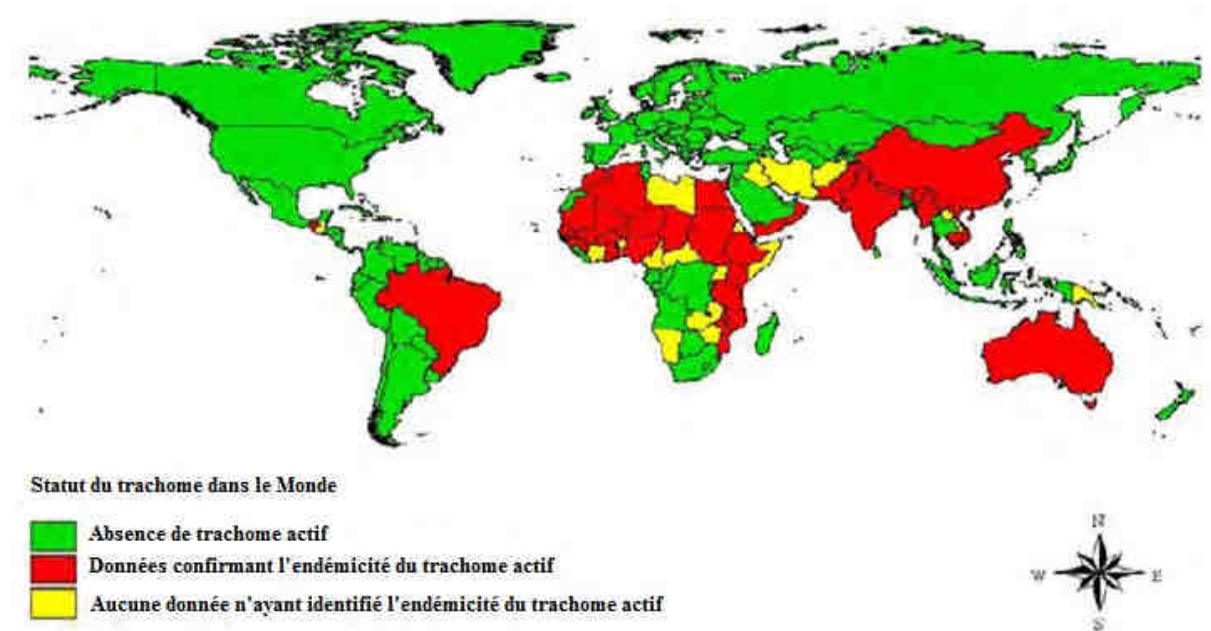 Statut du trachome dans le Monde
Absence de trachome actif
Données confirmant l'endémicité du trachome actif
Aucune donnée n'ayant identifié l'endémicité du trachome actif
N
W E
S